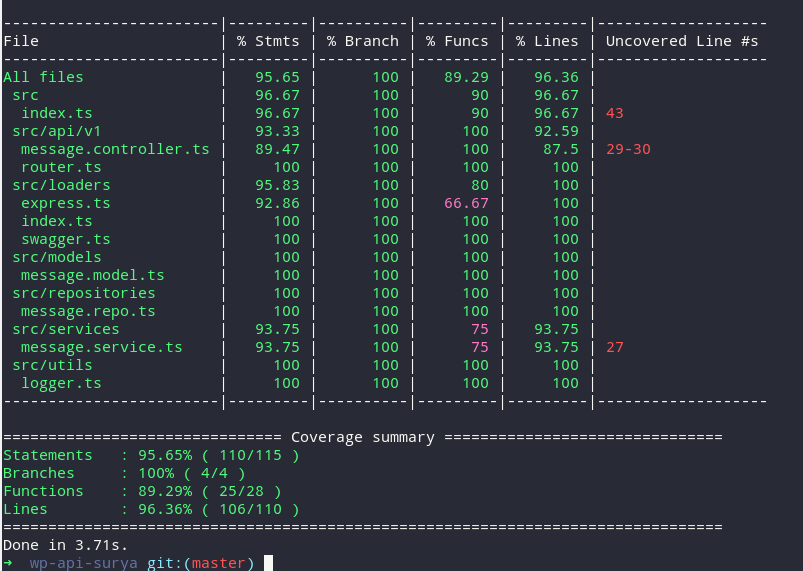 -----------------------|---------|----------|---------|---------|-------------------
File                   | % Stmts | % Branch | % Funcs | % Lines | Uncovered Line #s
-----------------------|---------|----------|---------|---------|-------------------
All files              |   95.65 |      100 |   89.29 |   96.36 |
 src                   |   96.67 |      100 |      90 |   96.67 |
  index.ts             |   96.67 |      100 |      90 |   96.67 | 43
 src/api/v1            |   93.33 |      100 |     100 |   92.59 |
  message.controller.ts |   89.47 |      100 |     100 |    87.5 | 29-30
  router.ts            |     100 |      100 |     100 |     100 |
 src/loaders           |   95.83 |      100 |      80 |     100 |
  express.ts           |   92.86 |      100 |   66.67 |     100 |
  index.ts             |     100 |      100 |     100 |     100 |
  swagger.ts           |     100 |      100 |     100 |     100 |
 src/models            |     100 |      100 |     100 |     100 |
  message.model.ts     |     100 |      100 |     100 |     100 |
 src/repositories      |     100 |      100 |     100 |     100 |
  message.repo.ts      |     100 |      100 |     100 |     100 |
 src/services          |   93.75 |      100 |      75 |   93.75 |
  message.service.ts   |   93.75 |      100 |      75 |   93.75 | 27
 src/utils             |     100 |      100 |     100 |     100 |
  logger.ts            |     100 |      100 |     100 |     100 |
-----------------------|---------|----------|---------|---------|-------------------
=============================== Coverage summary ===============================
Statements   : 95.65% ( 110/115 )
Branches     : 100% ( 4/4 )
Functions    : 89.29% ( 25/28 )
Lines        : 96.36% ( 106/110 )
================================================================================
Done in 3.71s.
➜  wp-api-surya git:(master)